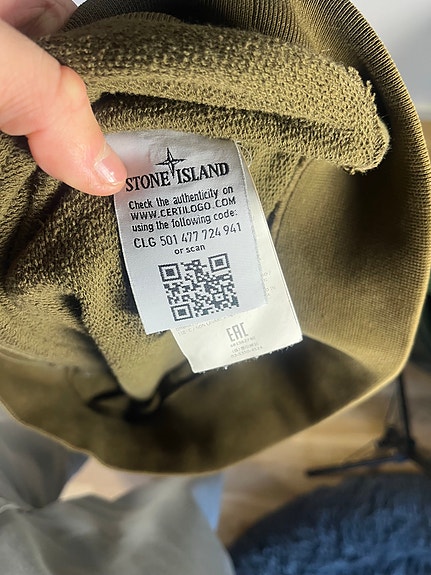 STONE ISLAND
Check the authenticity on
WWW.CERTILOGO.COM
using the following code:
CLG 501 477 724 941
or scan
EAC